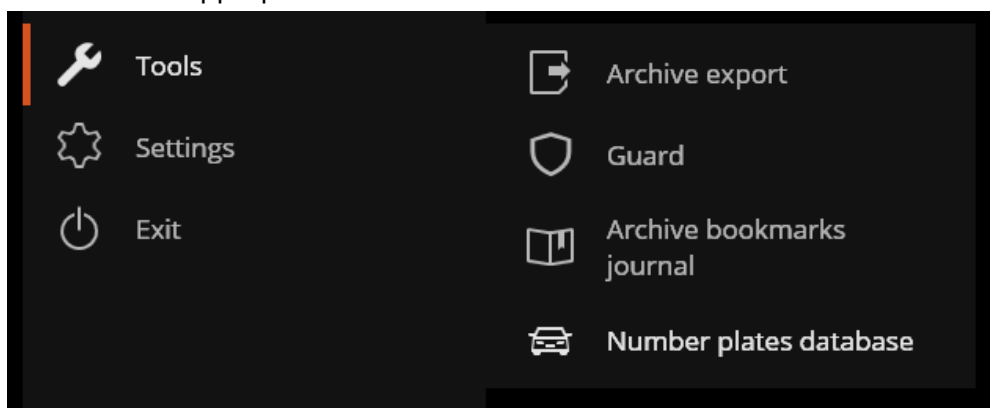 Tools
Settings
Exit
Archive export
Guard
Archive bookmarks
journal
Number plates database